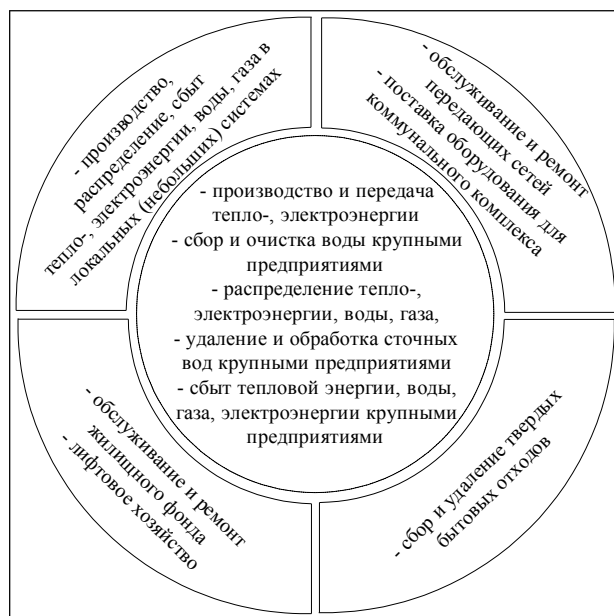 - производство,
распределение, сбыт
тепло-, электроэнергии, воды, газа в
локальных (небольших) системах
- обслуживание и ремонт
передающих сетей
- поставка оборудования для
коммунального комплекса
- производство и передача
тепло-, электроэнергии
- сбор и очистка воды крупными
предприятиями
- распределение тепло-,
электроэнергии, воды, газа,
- удаление и обработка сточных
вод крупными предприятиями
- сбыт тепловой энергии, воды,
газа, электроэнергии крупными
предприятиями
- обслуживание и ремонт
жилищного фонда
- лифтовое хозяйство
- сбор и удаление твердых
бытовых отходов